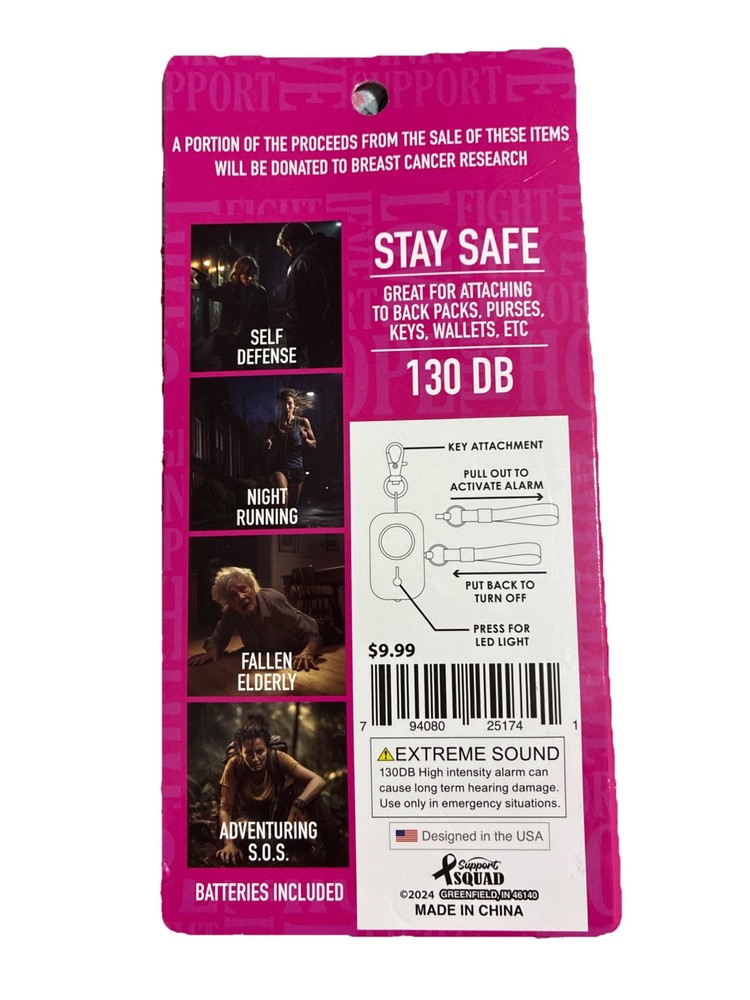 A PORTION OF THE PROCEEDS FROM THE SALE OF THESE ITEMS
WILL BE DONATED TO BREAST CANCER RESEARCH
SELF
DEFENSE
NIGHT
RUNNING
FALLEN
ELDERLY
ADVENTURING
S.O.S.
BATTERIES INCLUDED
STAY SAFE
GREAT FOR ATTACHING
TO BACK PACKS, PURSES,
KEYS, WALLETS, ETC
130 DB
KEY ATTACHMENT
PULL OUT TO
ACTIVATE ALARM
PUT BACK TO
TURN OFF
PRESS FOR
LED LIGHT
$9.99
7 94080 25174 1
EXTREME SOUND
130DB High intensity alarm can
cause long term hearing damage.
Use only in emergency situations.
Designed in the USA
Support
SQUAD
©2024 GREENFIELD, IN 46140
MADE IN CHINA